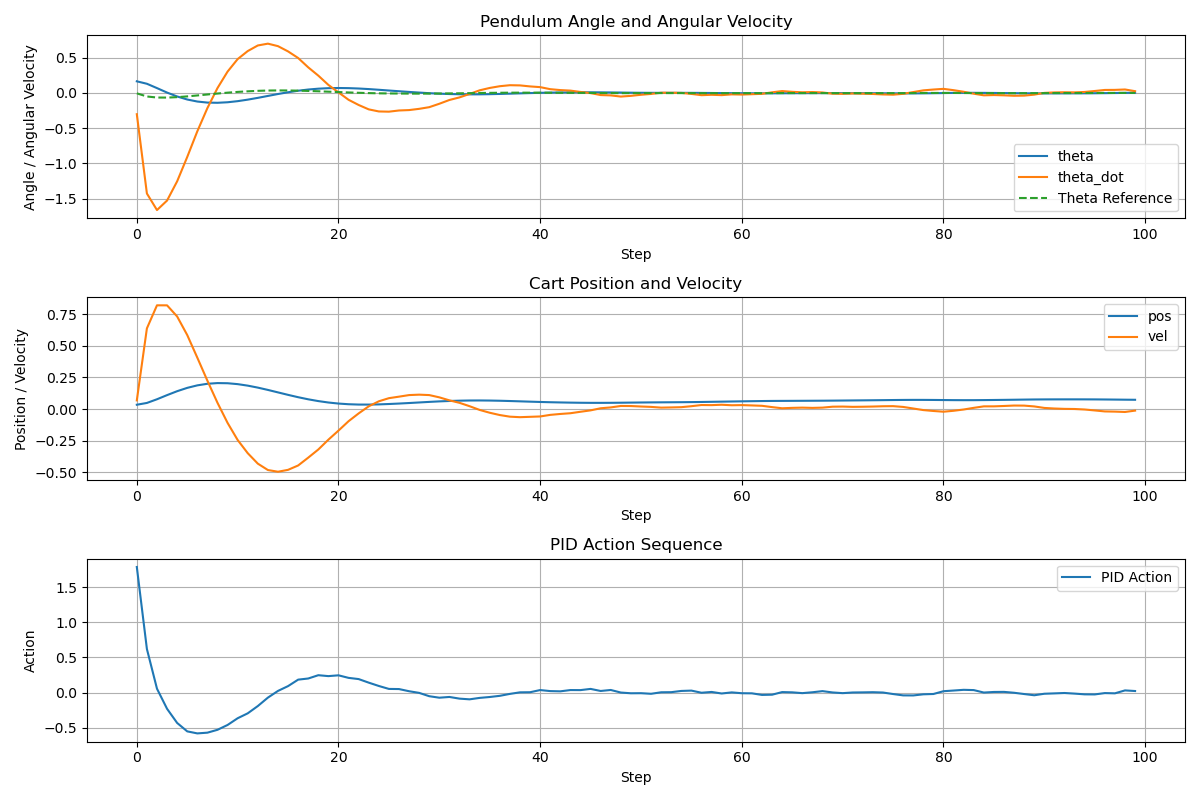 Pendulum Angle and Angular Velocity
Angle / Angular Velocity
0.5
0.0
−0.5
−1.0
−1.5
theta
theta_dot
Theta Reference
0 20 40 60 80 100
Step
Cart Position and Velocity
Position / Velocity
0.75
0.50
0.25
0.00
−0.25
−0.50
pos
vel
0 20 40 60 80 100
Step
PID Action Sequence
Action
1.5
1.0
0.5
0.0
−0.5
PID Action
0 20 40 60 80 100
Step